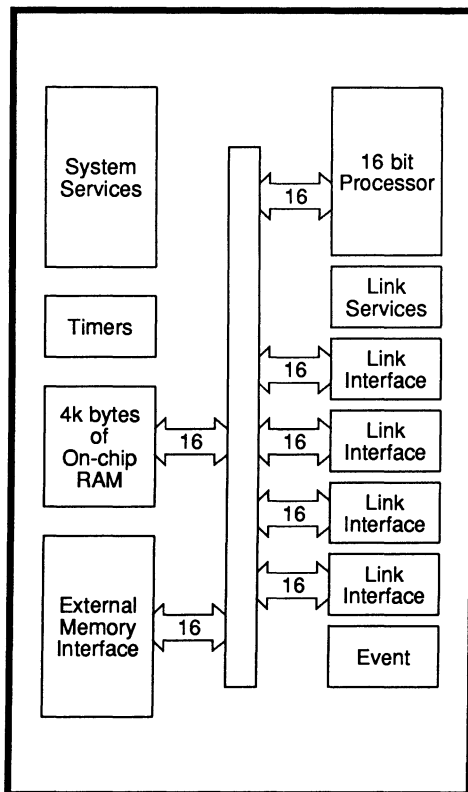 System
Services
Timers
4k bytes
of
On-chip
RAM
16
External
Memory
Interface
16
16 bit
Processor
16
Link
Services
Link
Interface
16
Link
Interface
16
Link
Interface
16
Link
Interface
16
Event